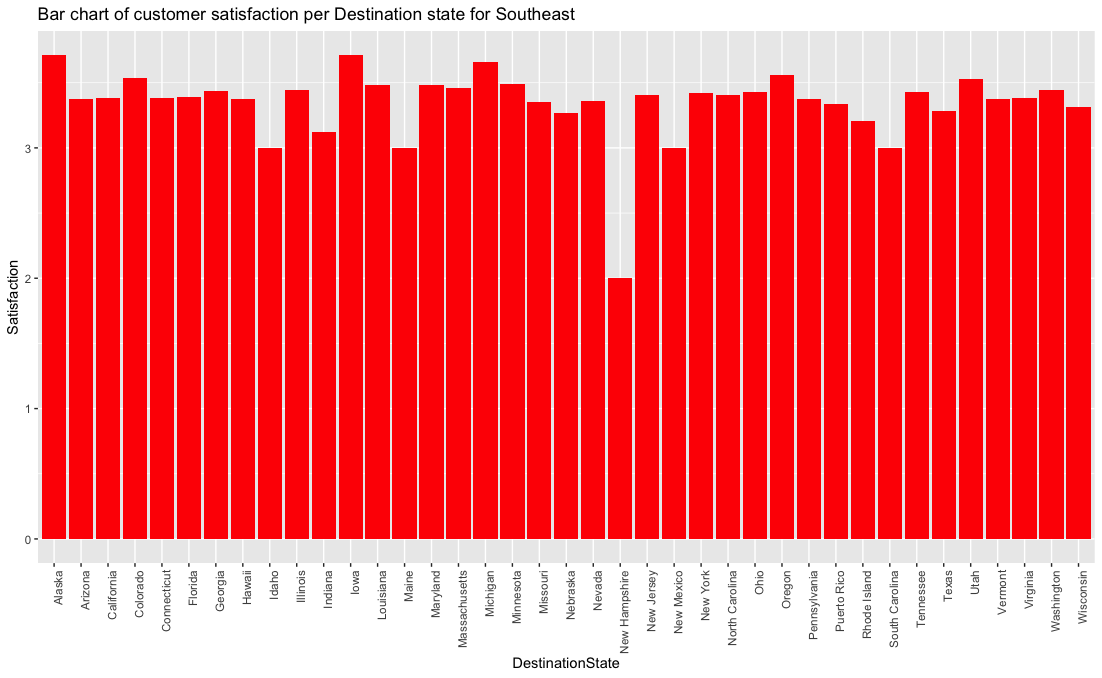 Bar chart of customer satisfaction per Destination state for Southeast
Satisfaction
3
2
1
0
Alaska
Arizona
California
Colorado
Connecticut
Florida
Georgia
Hawaii
Idaho
Illinois
Indiana
Iowa
Louisiana
Maine
Maryland
Massachusetts
Michigan
Minnesota
Missouri
Nebraska
Nevada
New Hampshire
New Jersey
New Mexico
New York
North Carolina
Ohio
Oregon
Pennsylvania
Puerto Rico
Rhode Island
South Carolina
Tennessee
Texas
Utah
Vermont
Virginia
Washington
Wisconsin
DestinationState